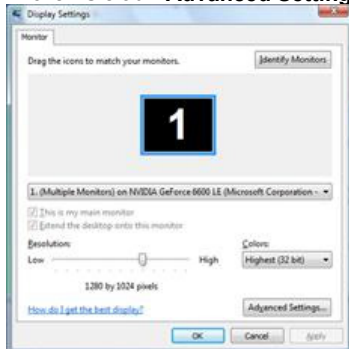 Display Settings
Monitor
Drag the icons to match your monitors.
Identify Monitors
1
1. (Multiple Monitors) on NVIDIA GeForce 6600 LE (Microsoft Corporation -
This is my main monitor
Extend the desktop onto this monitor
Resolution:
Colors:
Low
High
Highest (32 bit)
1280 by 1024 pixels
How do I get the best display?
Advanced Settings...
OK
Cancel
Apply